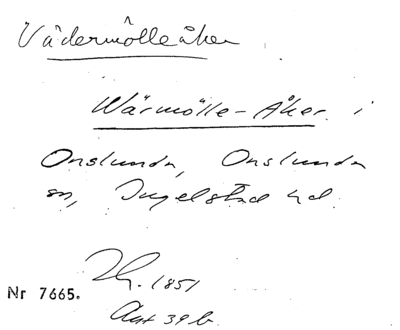 Vädermölleåker
Wärmölle-Åker i
Onslunda, Onslunda
sn, Ingelstad hd.
1851
Nr 7665.
Akt 39 b.